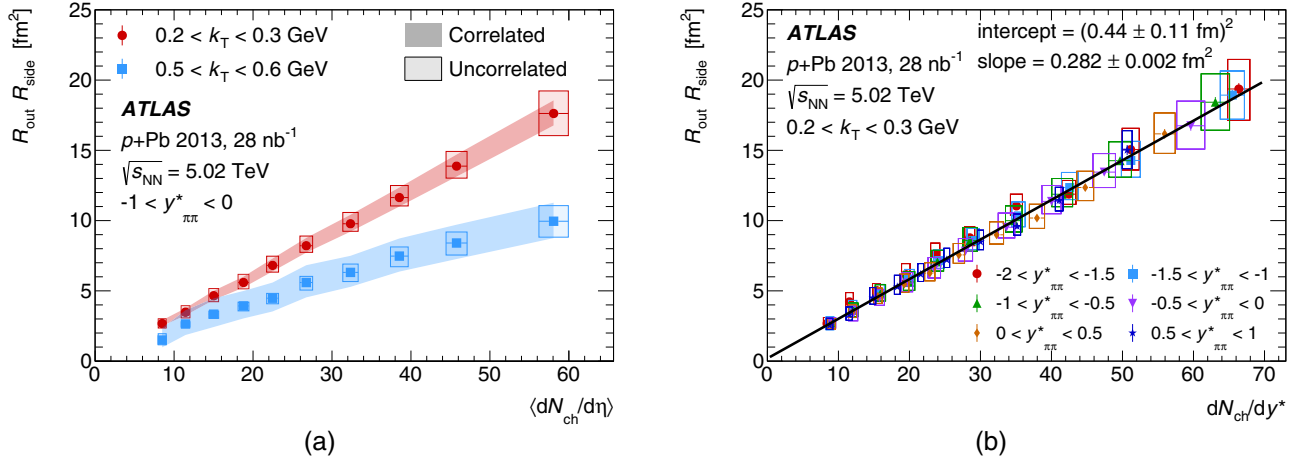 R_out R_side [fm²]
25
20
15
10
5
0
0 10 20 30 40 50 60
⟨dN_ch/dη⟩
0.2 < k_T < 0.3 GeV
0.5 < k_T < 0.6 GeV
Correlated
Uncorrelated
ATLAS
p+Pb 2013, 28 nb⁻¹
√s_NN = 5.02 TeV
-1 < y*_ππ < 0
(a)
R_out R_side [fm²]
25
20
15
10
5
0
0 10 20 30 40 50 60 70
dN_ch/dy*
ATLAS
intercept = (0.44 ± 0.11 fm)²
p+Pb 2013, 28 nb⁻¹
slope = 0.282 ± 0.002 fm²
√s_NN = 5.02 TeV
0.2 < k_T < 0.3 GeV
-2 < y*_ππ < -1.5
-1.5 < y*_ππ < -1
-1 < y*_ππ < -0.5
-0.5 < y*_ππ < 0
0 < y*_ππ < 0.5
0.5 < y*_ππ < 1
(b)